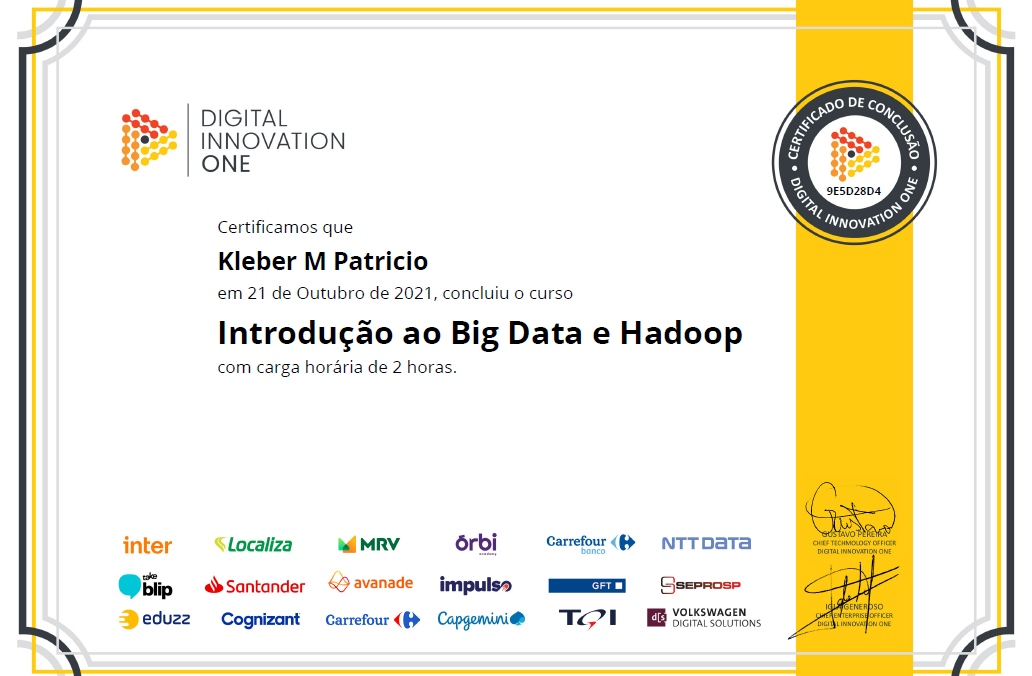 DIGITAL
INNOVATION
ONE
CERTIFICADO DE CONCLUSÃO
9E5D28D4
DIGITAL INNOVATION ONE
Certificamos que
Kleber M Patricio
em 21 de Outubro de 2021, concluiu o curso
Introdução ao Big Data e Hadoop
com carga horária de 2 horas.
inter
Localiza
MRV
órbi
academy
Carrefour
banco
NTT DATA
take
blip
Santander
avanade
impulso
GFT
SEPROSP
eduzz
Cognizant
Carrefour
Capgemini
TQI
d[s
VOLKSWAGEN
DIGITAL SOLUTIONS
GUSTAVO PEREIRA
CHIEF TECHNOLOGY OFFICER
DIGITAL INNOVATION ONE
GENEROSO
CHIEF ENTERPRISE OFFICER
DIGITAL INNOVATION ONE